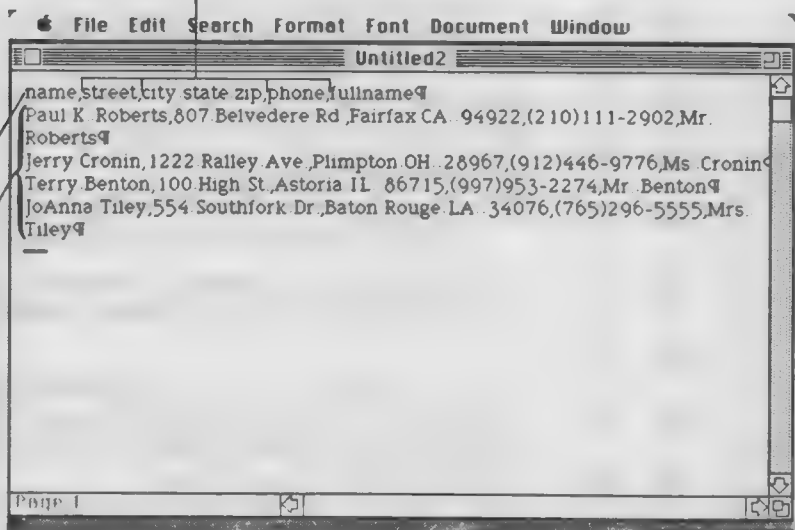 File Edit Search Format Font Document Window
Untitled2
name,street,city state zip,phone,fullname¶
Paul K. Roberts,807 Belvedere Rd.,Fairfax CA 94922,(210)111-2902,Mr.
Roberts¶
Jerry Cronin,1222 Ralley Ave.,Plimpton OH 28967,(912)446-9776,Ms. Cronin¶
Terry Benton,100 High St.,Astoria IL 86715,(997)953-2274,Mr. Benton¶
JoAnna Tiley,554 Southfork Dr.,Baton Rouge LA 34076,(765)296-5555,Mrs.
Tiley¶
Page 1